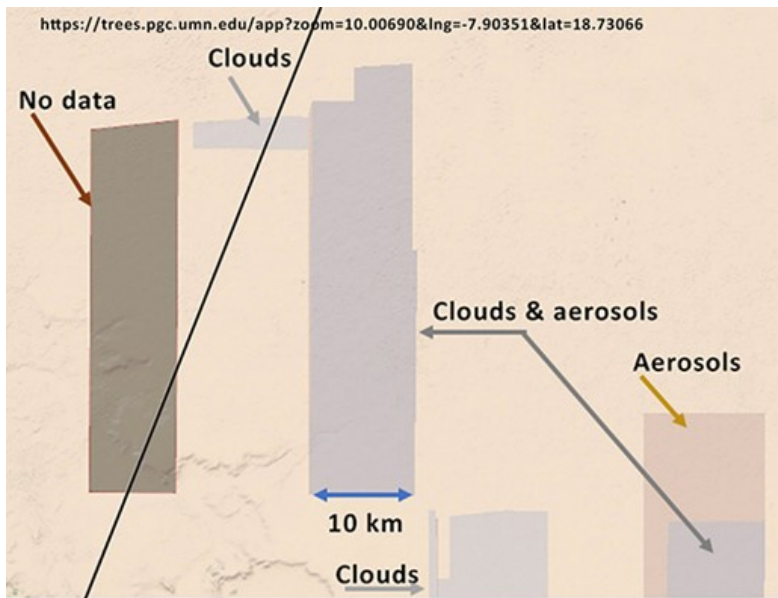 https://trees.pgc.umn.edu/app?zoom=10.00690&lng=-7.90351&lat=18.73066
Clouds
No data
Clouds & aerosols
Aerosols
10 km
Clouds